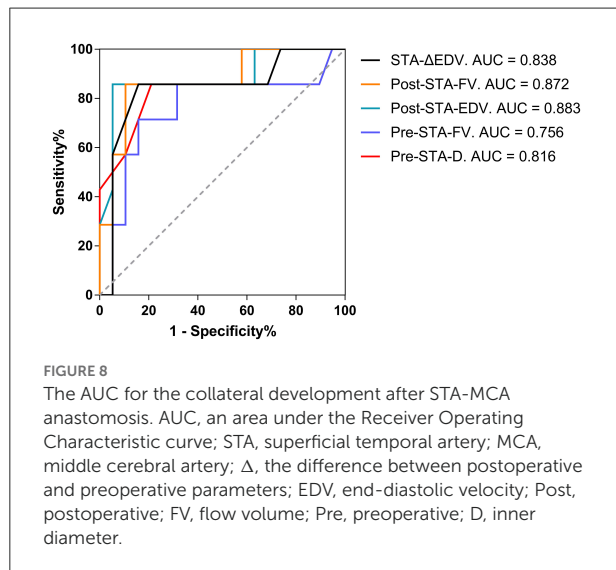 100
80
60
40
20
0
Sensitivity%
0 20 40 60 80 100
1 - Specificity%
STA-ΔEDV. AUC = 0.838
Post-STA-FV. AUC = 0.872
Post-STA-EDV. AUC = 0.883
Pre-STA-FV. AUC = 0.756
Pre-STA-D. AUC = 0.816
FIGURE 8
The AUC for the collateral development after STA-MCA
anastomosis. AUC, an area under the Receiver Operating
Characteristic curve; STA, superficial temporal artery; MCA,
middle cerebral artery; Δ, the difference between postoperative
and preoperative parameters; EDV, end-diastolic velocity; Post,
postoperative; FV, flow volume; Pre, preoperative; D, inner
diameter.